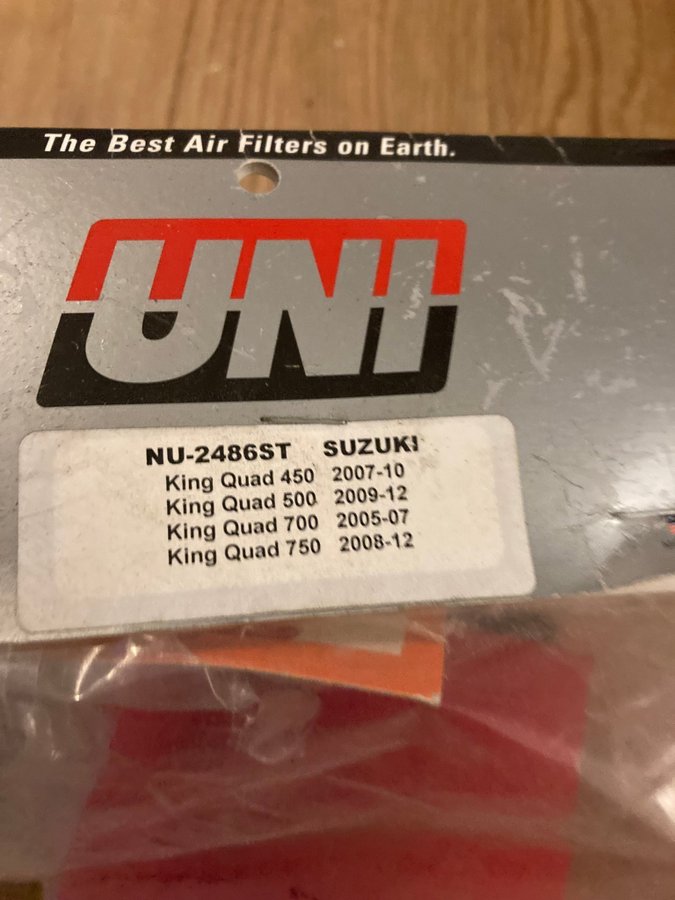 The Best Air Filters on Earth.
UNI
NU-2486ST SUZUKI
King Quad 450 2007-10
King Quad 500 2009-12
King Quad 700 2005-07
King Quad 750 2008-12